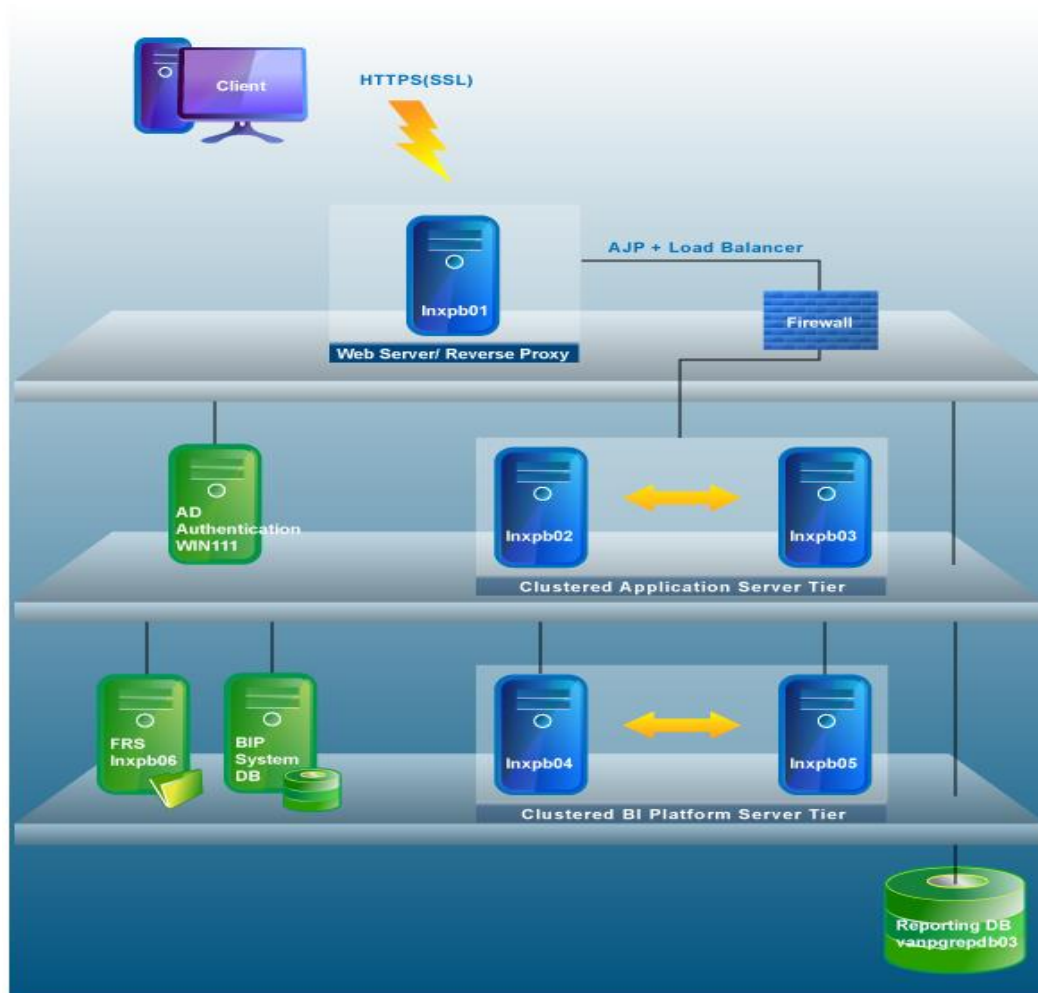 Client
HTTPS(SSL)
lnxpb01
AJP + Load Balancer
Firewall
Web Server/ Reverse Proxy
AD
Authentication
WIN111
lnxpb02
lnxpb03
Clustered Application Server Tier
FRS
lnxpb06
BIP
System
DB
lnxpb04
lnxpb05
Clustered BI Platform Server Tier
Reporting DB
vanpgrepdb03